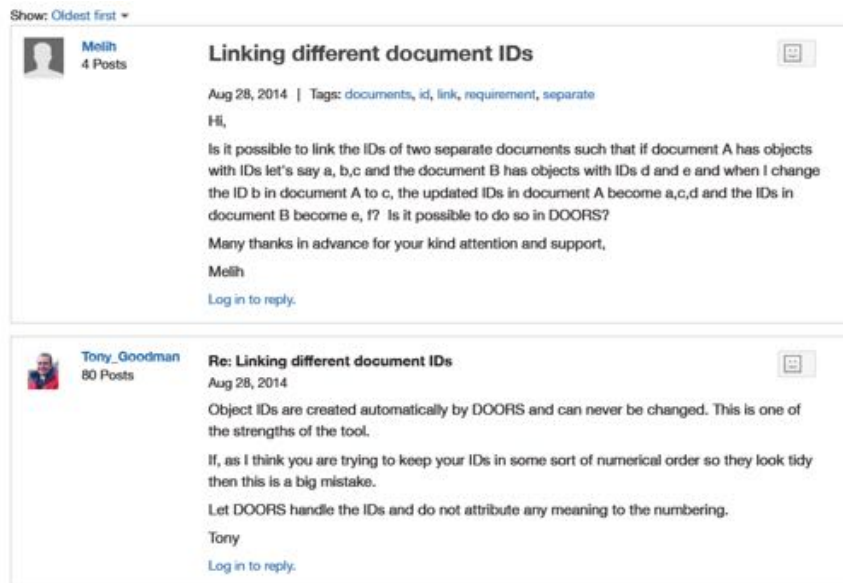 Show: Oldest first
Melih
4 Posts
Linking different document IDs
Aug 28, 2014 | Tags: documents, id, link, requirement, separate
Hi,
Is it possible to link the IDs of two separate documents such that if document A has objects
with IDs let's say a, b,c and the document B has objects with IDs d and e and when I change
the ID b in document A to c, the updated IDs in document A become a,c,d and the IDs in
document B become e, f? Is it possible to do so in DOORS?
Many thanks in advance for your kind attention and support,
Melih
Log in to reply.
Tony_Goodman
80 Posts
Re: Linking different document IDs
Aug 28, 2014
Object IDs are created automatically by DOORS and can never be changed. This is one of
the strengths of the tool.
If, as I think you are trying to keep your IDs in some sort of numerical order so they look tidy
then this is a big mistake.
Let DOORS handle the IDs and do not attribute any meaning to the numbering.
Tony
Log in to reply.